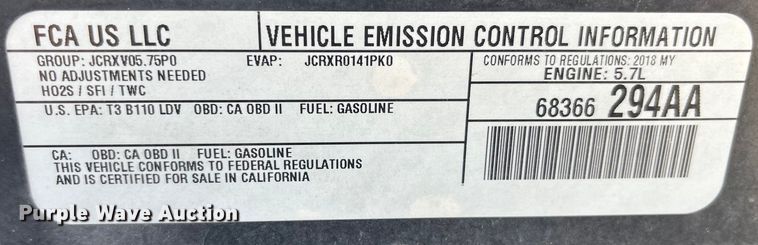 FCA US LLC
VEHICLE EMISSION CONTROL INFORMATION
GROUP: JCRXV05.75P0 EVAP: JCRXR0141PK0
NO ADJUSTMENTS NEEDED
HO2S / SFI / TWC
CONFORMS TO REGULATIONS: 2018 MY
ENGINE: 5.7L
U.S. EPA: T3 B110 LDV OBD: CA OBD II FUEL: GASOLINE
68366 294AA
CA: OBD: CA OBD II FUEL: GASOLINE
THIS VEHICLE CONFORMS TO FEDERAL REGULATIONS
AND IS CERTIFIED FOR SALE IN CALIFORNIA
Purple Wave Auction